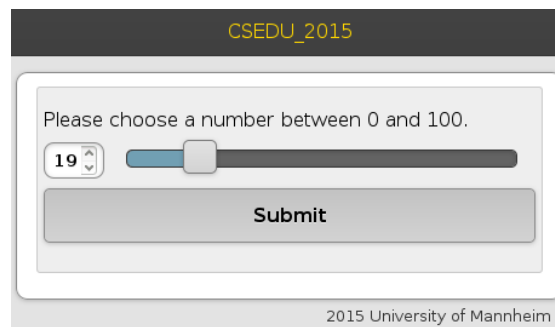 CSEDU_2015
Please choose a number between 0 and 100.
19
Submit
2015 University of Mannheim